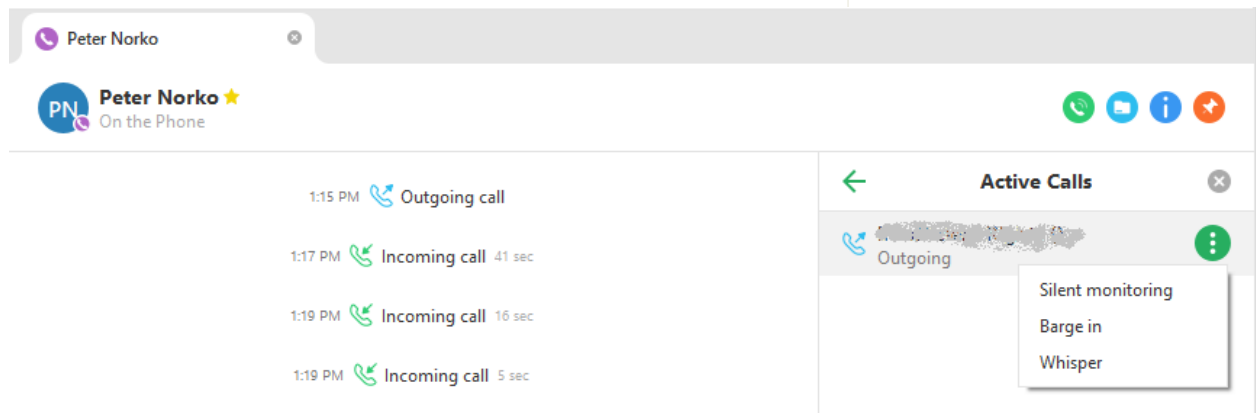 Peter Norko
PN
Peter Norko
On the Phone
1:15 PM Outgoing call
1:17 PM Incoming call 41 sec
1:19 PM Incoming call 16 sec
1:19 PM Incoming call 5 sec
Active Calls
Outgoing
Silent monitoring
Barge in
Whisper